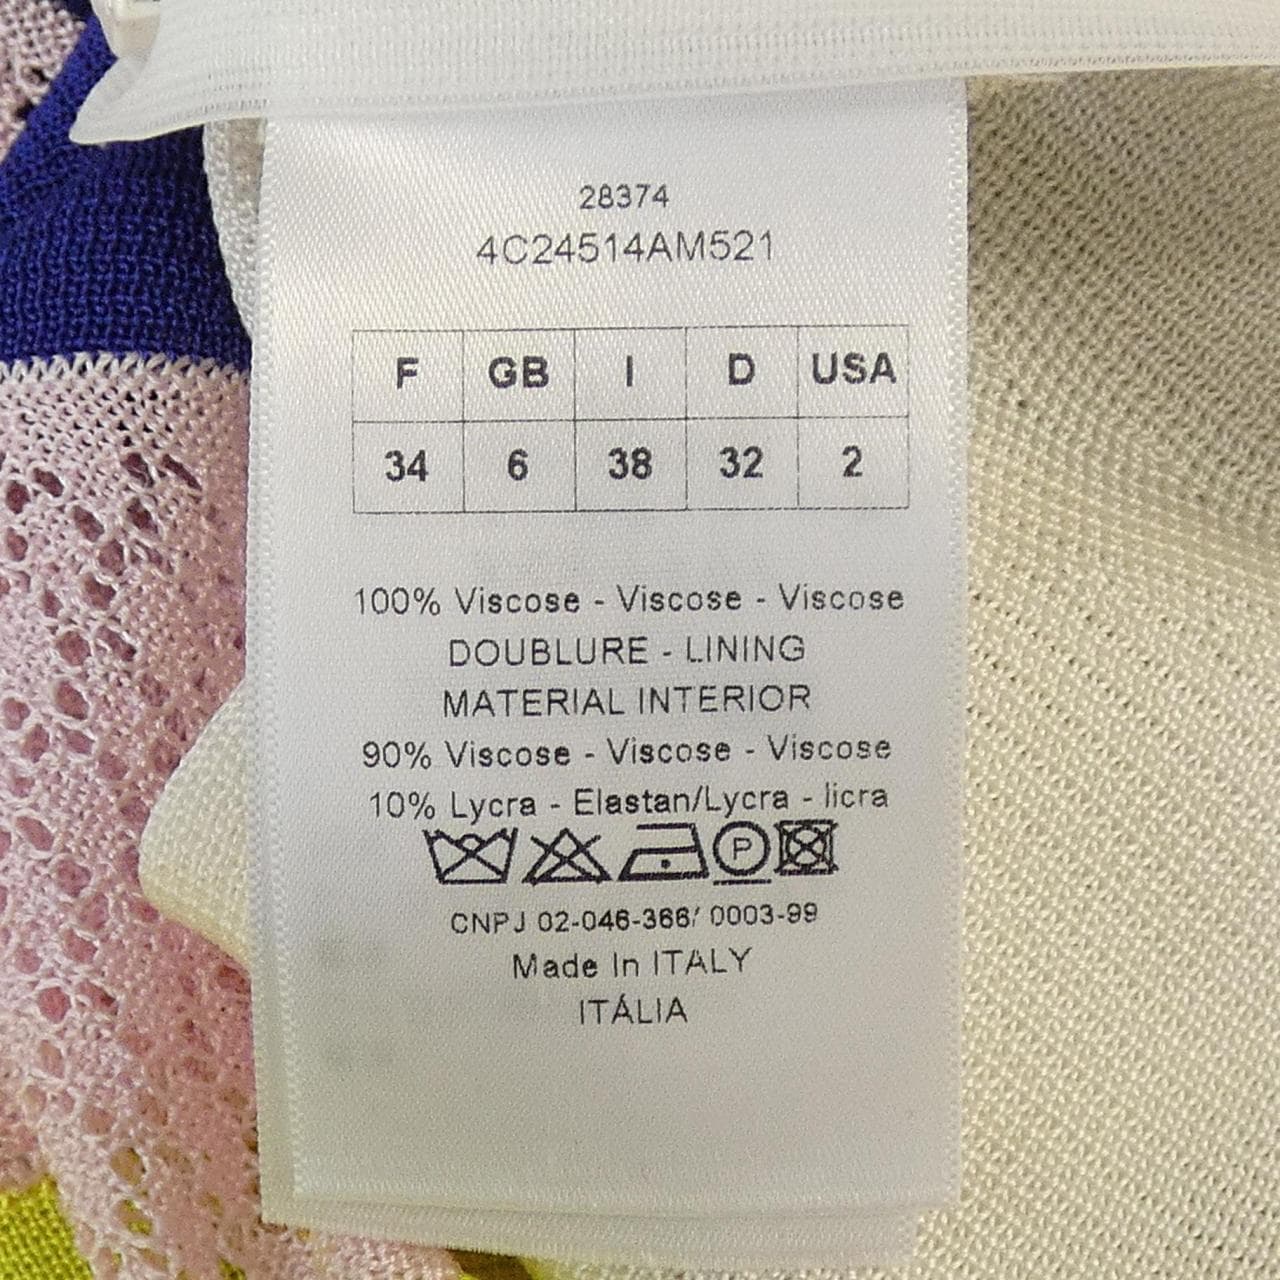 28374
4C24514AM521
F GB I D USA
34 6 38 32 2
100% Viscose - Viscose - Viscose
DOUBLURE - LINING
MATERIAL INTERIOR
90% Viscose - Viscose - Viscose
10% Lycra - Elastan/Lycra - licra
P
CNPJ 02-046-366/ 0003-99
Made In ITALY
ITÁLIA